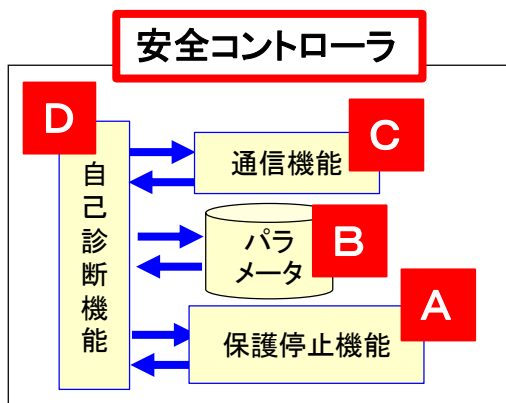 安全コントローラ
D
自己診断機能
C
通信機能
B
パラ
メータ
A
保護停止機能